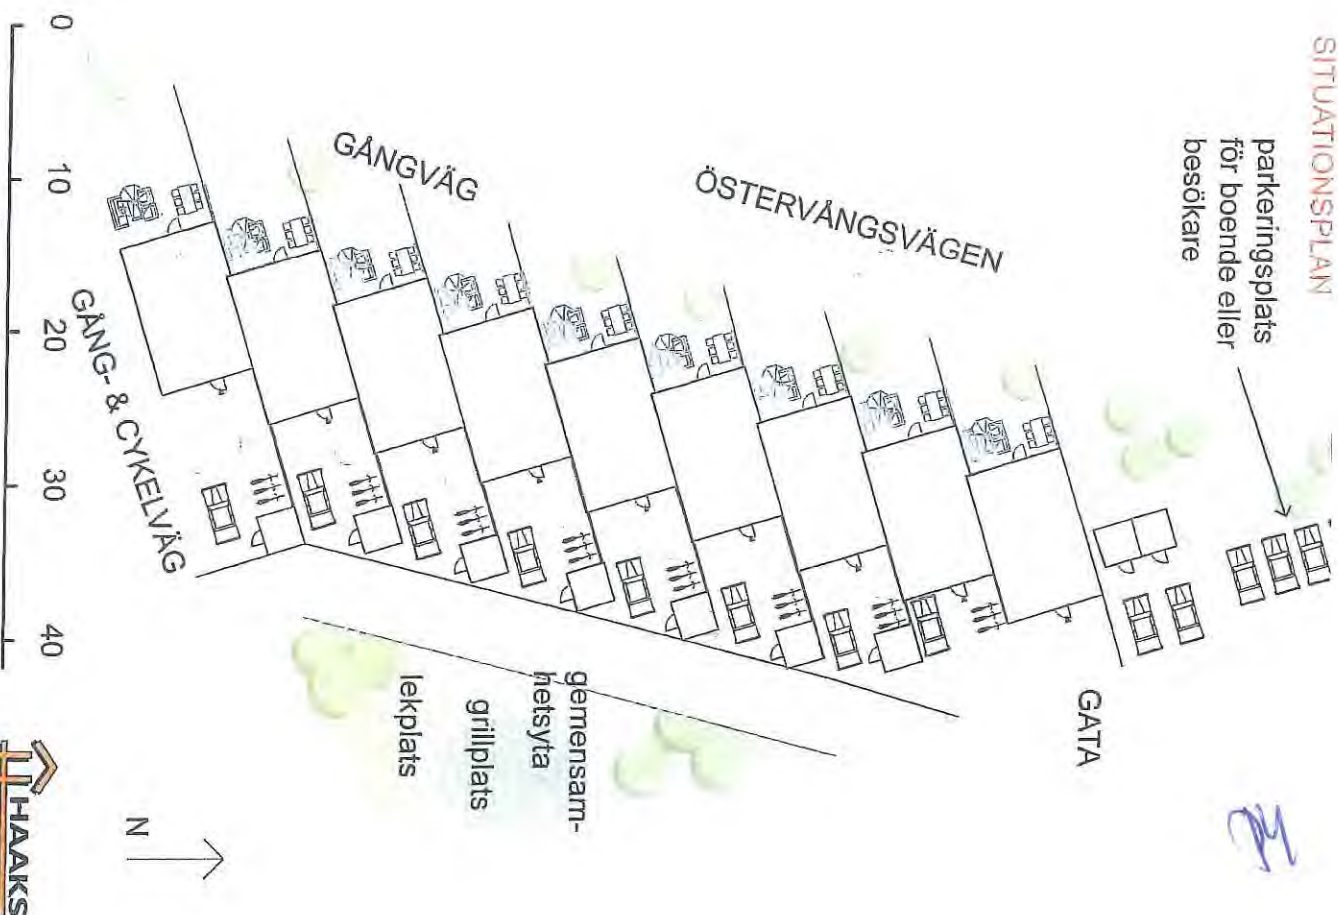 SITUATIONSPLAN
parkeringsplats
för boende eller
besökare
ÖSTERVÅNGSVÄGEN
GÅNGVÄG
GATA
GÅNG- & CYKELVÄG
gemensam-
hetsyta
grillplats
lekplats
0 10 20 30 40
N
HAAKS